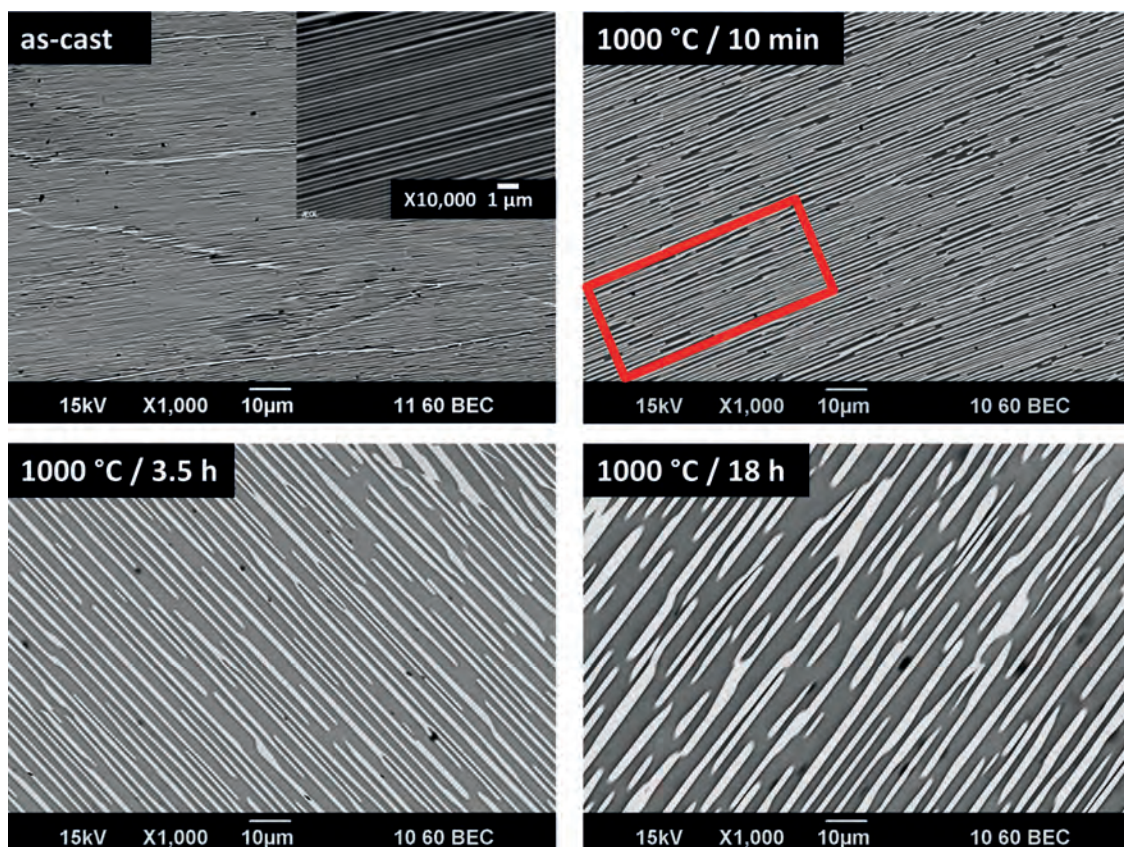 as-cast
X10,000 1 µm
JEOL
15kV X1,000 10µm 11 60 BEC
1000 °C / 10 min
15kV X1,000 10µm 10 60 BEC
1000 °C / 3.5 h
15kV X1,000 10µm 10 60 BEC
1000 °C / 18 h
15kV X1,000 10µm 10 60 BEC